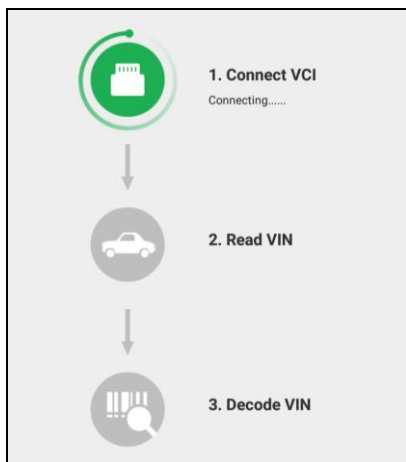 1. Connect VCI
Connecting......
2. Read VIN
3. Decode VIN